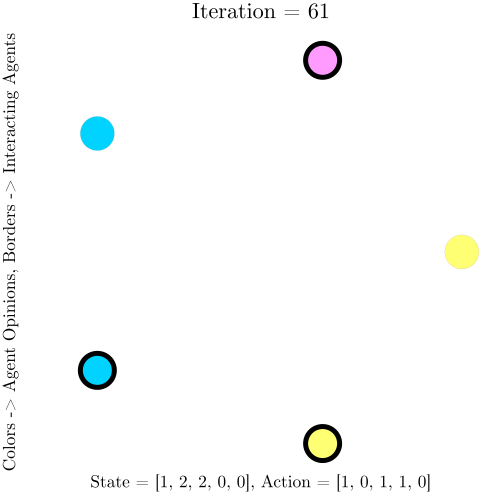 Iteration = 61
Colors -> Agent Opinions, Borders -> Interacting Agents
State = [1, 2, 2, 0, 0], Action = [1, 0, 1, 1, 0]